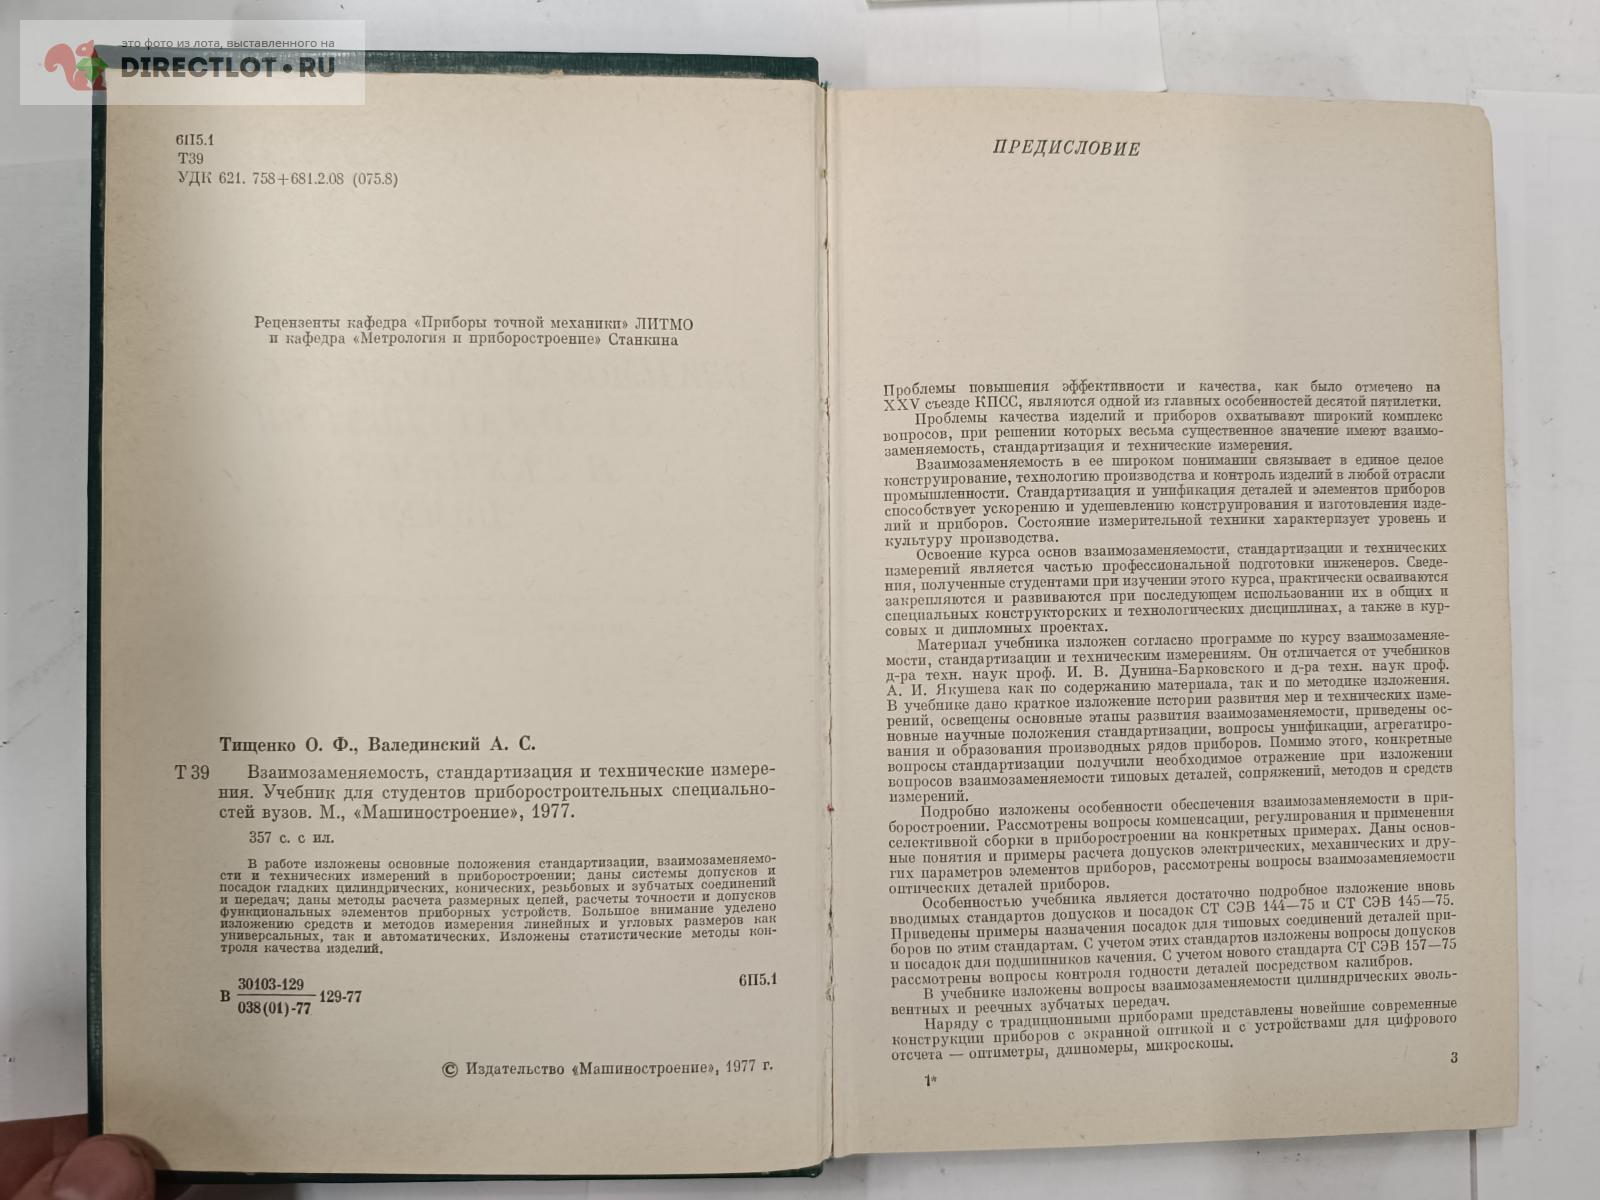 это фото из лота, выставленного на
DIRECTLOT.RU
6П5.1
Т39
УДК 621. 758+681.2.08 (075.8)
Рецензенты кафедра «Приборы точной механики» ЛИТМО
и кафедра «Метрология и приборостроение» Станкина
Тищенко О. Ф., Валединский А. С.
Т 39 Взаимозаменяемость, стандартизация и технические измере-
ния. Учебник для студентов приборостроительных специально-
стей вузов. М., «Машиностроение», 1977.
357 с. с ил.
В работе изложены основные положения стандартизации, взаимозаменяемо-
сти и технических измерений в приборостроении; даны системы допусков и
посадок гладких цилиндрических, конических, резьбовых и зубчатых соединений
и передач; даны методы расчета размерных цепей, расчеты точности и допусков
функциональных элементов приборных устройств. Большое внимание уделено
изложению средств и методов измерения линейных и угловых размеров как
универсальных, так и автоматических. Изложены статистические методы кон-
троля качества изделий.
В 30103-129
038(01)-77 129-77
6П5.1
© Издательство «Машиностроение», 1977 г.
ПРЕДИСЛОВИЕ
Проблемы повышения эффективности и качества, как было отмечено на
XXV съезде КПСС, являются одной из главных особенностей десятой пятилетки.
Проблемы качества изделий и приборов охватывают широкий комплекс
вопросов, при решении которых весьма существенное значение имеют взаимо-
заменяемость, стандартизация и технические измерения.
Взаимозаменяемость в ее широком понимании связывает в единое целое
конструирование, технологию производства и контроль изделий в любой отрасли
промышленности. Стандартизация и унификация деталей и элементов приборов
способствует ускорению и удешевлению конструирования и изготовления изде-
лий и приборов. Состояние измерительной техники характеризует уровень и
культуру производства.
Освоение курса основ взаимозаменяемости, стандартизации и технических
измерений является частью профессиональной подготовки инженеров. Сведе-
ния, полученные студентами при изучении этого курса, практически осваиваются
закрепляются и развиваются при последующем использовании их в общих и
специальных конструкторских и технологических дисциплинах, а также в кур-
совых и дипломных проектах.
Материал учебника изложен согласно программе по курсу взаимозаменяе-
мости, стандартизации и техническим измерениям. Он отличается от учебников
д-ра техн. наук проф. И. В. Дунина-Барковского и д-ра техн. наук проф.
А. И. Якушева как по содержанию материала, так и по методике изложения.
В учебнике дано краткое изложение истории развития мер и технических изме-
рений, освещены основные этапы развития взаимозаменяемости, приведены ос-
новные научные положения стандартизации, вопросы унификации, агрегатиро-
вания и образования производных рядов приборов. Помимо этого, конкретные
вопросы стандартизации получили необходимое отражение при изложении
вопросов взаимозаменяемости типовых деталей, сопряжений, методов и средств
измерений.
Подробно изложены особенности обеспечения взаимозаменяемости в при-
боростроении. Рассмотрены вопросы компенсации, регулирования и применения
селективной сборки в приборостроении на конкретных примерах. Даны основ-
ные понятия и примеры расчета допусков электрических, механических и дру-
гих параметров элементов приборов, рассмотрены вопросы взаимозаменяемости
оптических деталей приборов.
Особенностью учебника является достаточно подробное изложение вновь
вводимых стандартов допусков и посадок СТ СЭВ 144—75 и СТ СЭВ 145—75.
Приведены примеры назначения посадок для типовых соединений деталей при-
боров по этим стандартам. С учетом этих стандартов изложены вопросы допусков
и посадок для подшипников качения. С учетом нового стандарта СТ СЭВ 157—75
рассмотрены вопросы контроля годности деталей посредством калибров.
В учебнике изложены вопросы взаимозаменяемости цилиндрических эволь-
вентных и реечных зубчатых передач.
Наряду с традиционными приборами представлены новейшие современные
конструкции приборов с экранной оптикой и с устройствами для цифрового
отсчета — оптиметры, длиномеры, микроскопы.
1*
3